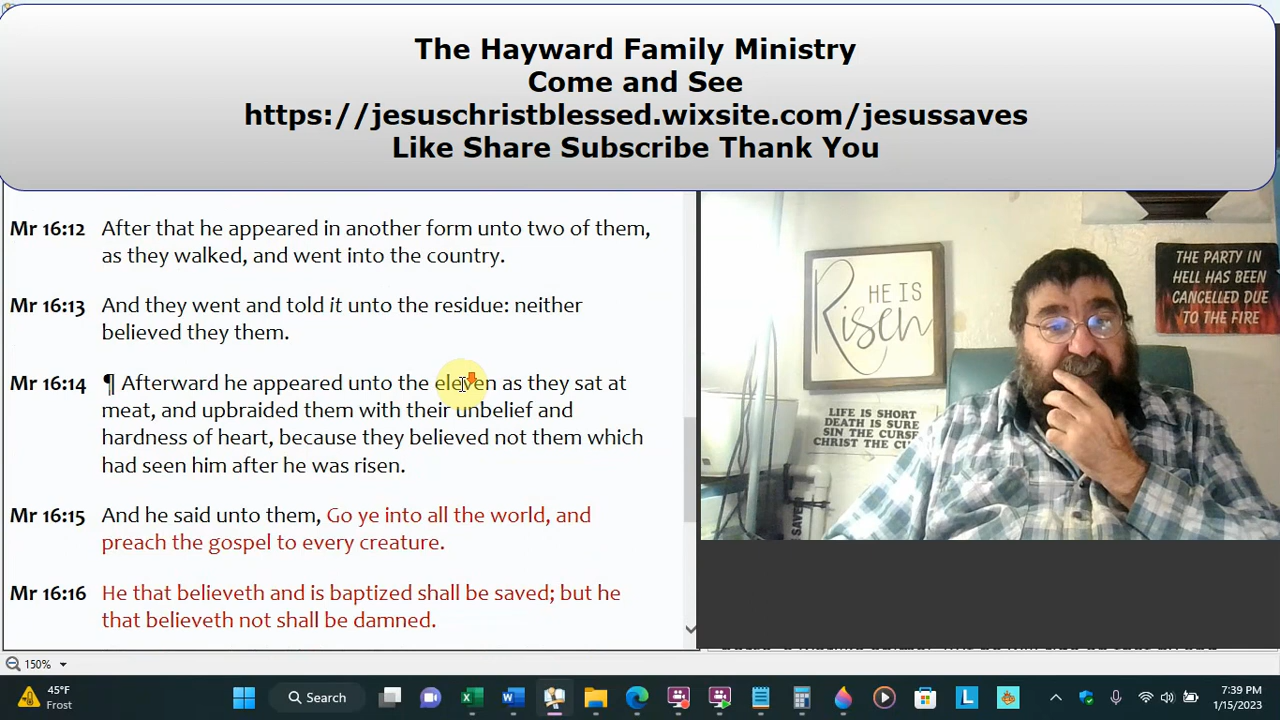 The Hayward Family Ministry
Come and See
https://jesuschristblessed.wixsite.com/jesussaves
Like Share Subscribe Thank You
Mr 16:12 After that he appeared in another form unto two of them,
as they walked, and went into the country.
Mr 16:13 And they went and told it unto the residue: neither
believed they them.
Mr 16:14 ¶ Afterward he appeared unto the eleven as they sat at
meat, and upbraided them with their unbelief and
hardness of heart, because they believed not them which
had seen him after he was risen.
Mr 16:15 And he said unto them, Go ye into all the world, and
preach the gospel to every creature.
Mr 16:16 He that believeth and is baptized shall be saved; but he
that believeth not shall be damned.
HE IS
Risen
THE PARTY IN
HELL HAS BEEN
CANCELLED DUE
TO THE FIRE
LIFE IS SHORT
DEATH IS SURE
SIN THE CURSE
CHRIST THE
150%
45°F
Frost
Search
7:39 PM
1/15/2023